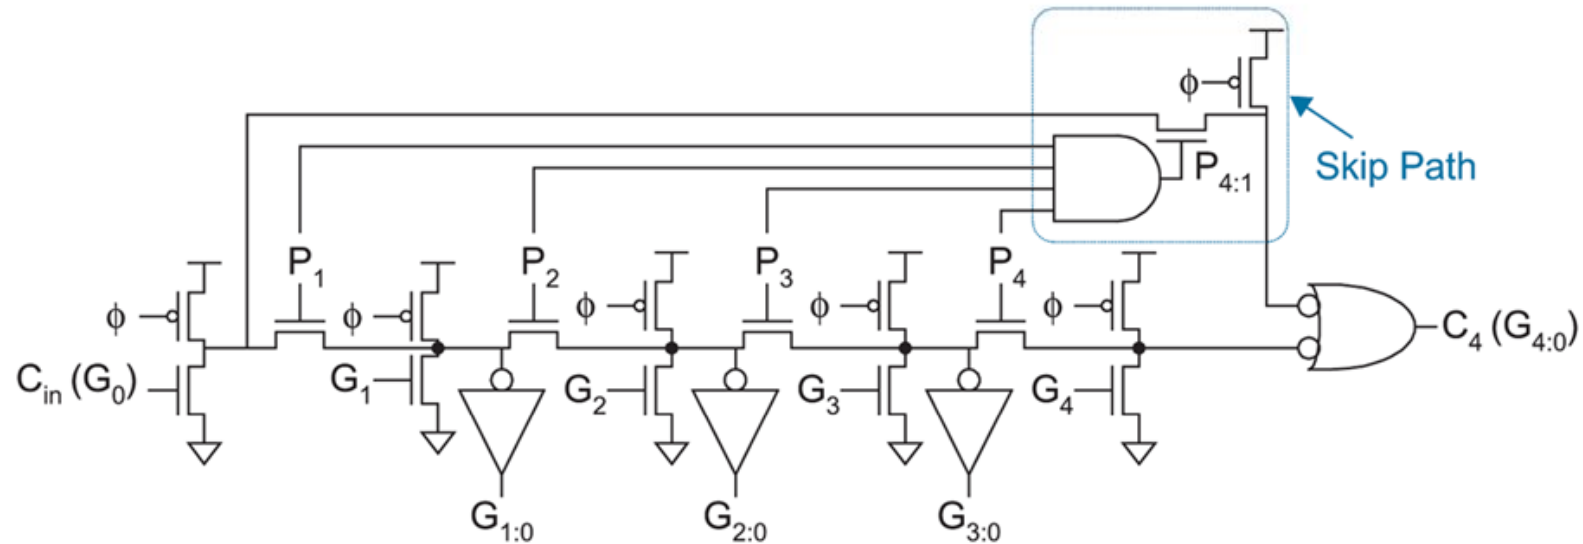 ϕ
P₄:₁
Skip Path
P₁
P₂
P₃
P₄
ϕ
ϕ
ϕ
ϕ
ϕ
Cᵢₙ (G₀)
G₁
G₂
G₃
G₄
C₄ (G₄:₀)
G₁:₀
G₂:₀
G₃:₀